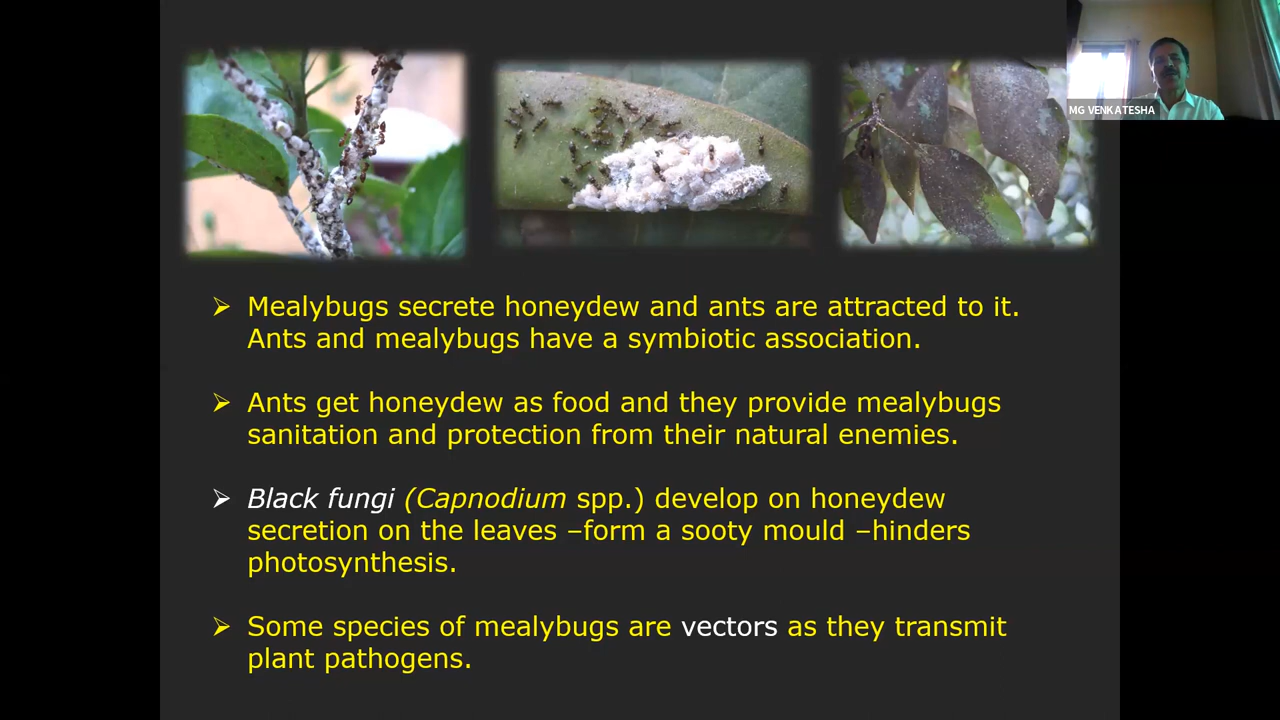 MG VENKATESHA
➢ Mealybugs secrete honeydew and ants are attracted to it.
Ants and mealybugs have a symbiotic association.
➢ Ants get honeydew as food and they provide mealybugs
sanitation and protection from their natural enemies.
➢ Black fungi (Capnodium spp.) develop on honeydew
secretion on the leaves –form a sooty mould –hinders
photosynthesis.
➢ Some species of mealybugs are vectors as they transmit
plant pathogens.